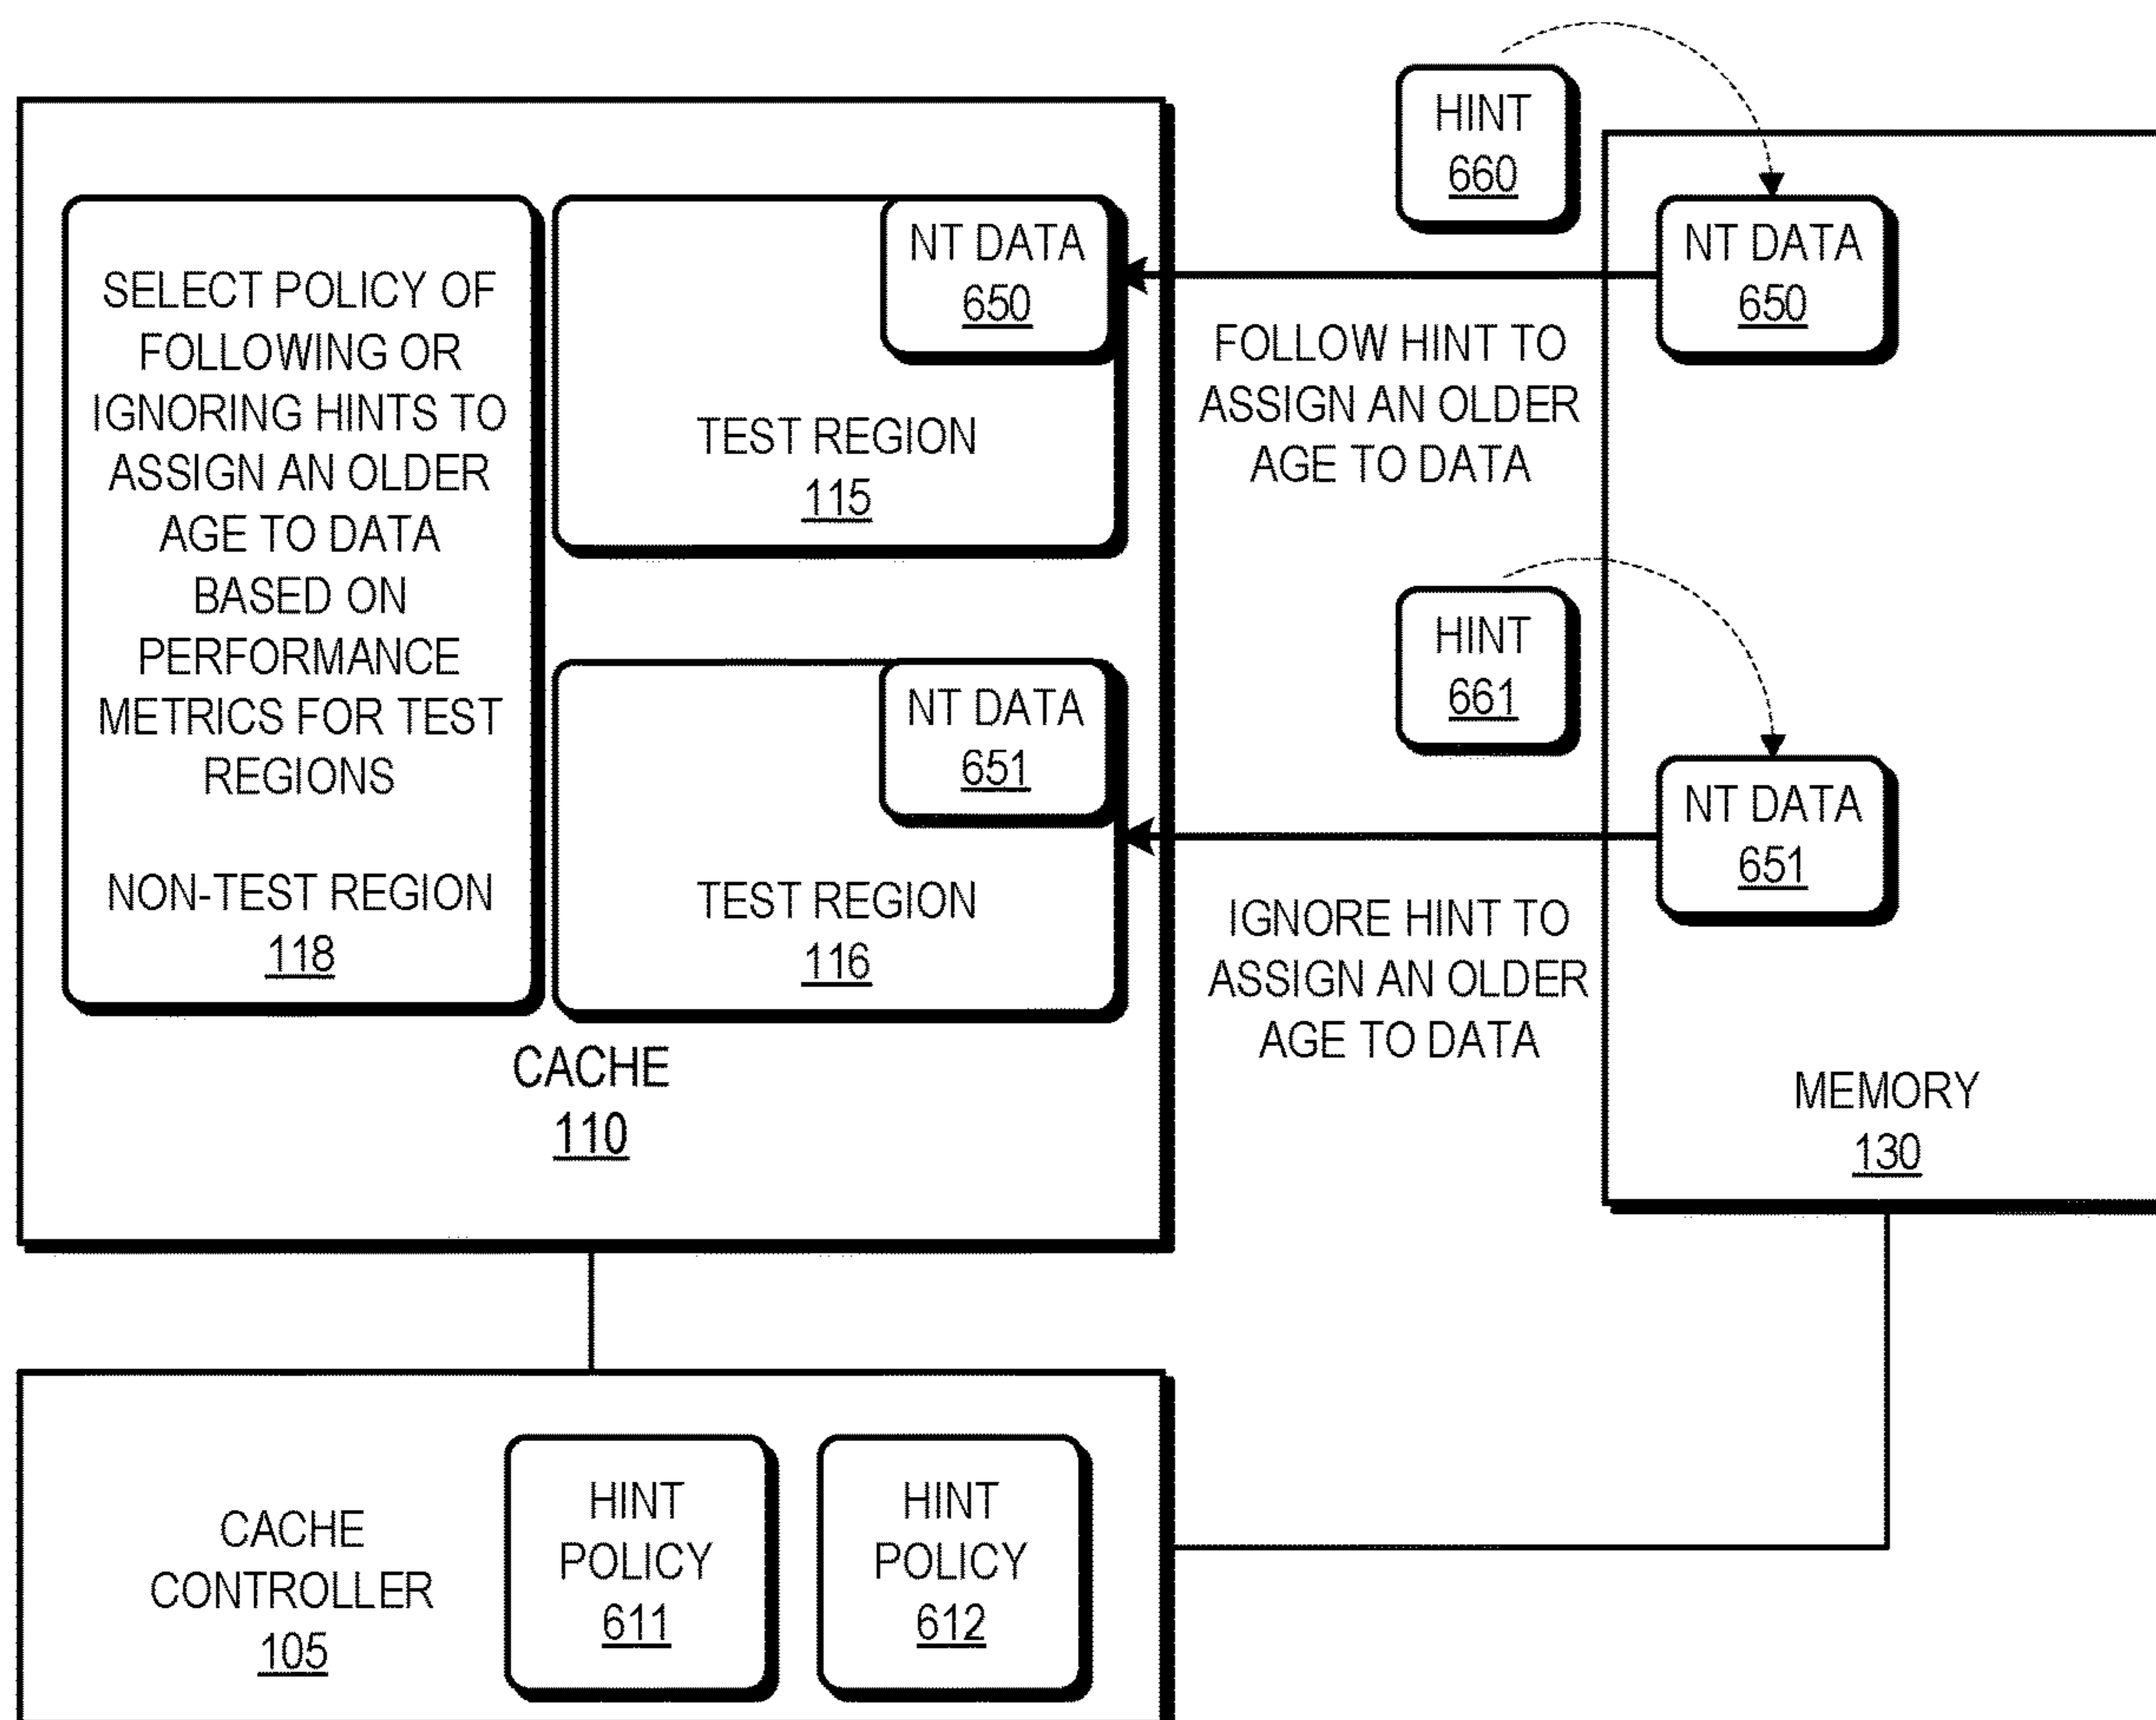 HINT
660
NT DATA
650
NT DATA
650
SELECT POLICY OF
FOLLOWING OR
IGNORING HINTS TO
ASSIGN AN OLDER
AGE TO DATA
BASED ON
PERFORMANCE
METRICS FOR TEST
REGIONS
NON-TEST REGION
118
TEST REGION
115
FOLLOW HINT TO
ASSIGN AN OLDER
AGE TO DATA
HINT
661
NT DATA
651
NT DATA
651
TEST REGION
116
IGNORE HINT TO
ASSIGN AN OLDER
AGE TO DATA
CACHE
110
MEMORY
130
CACHE
CONTROLLER
105
HINT
POLICY
611
HINT
POLICY
612